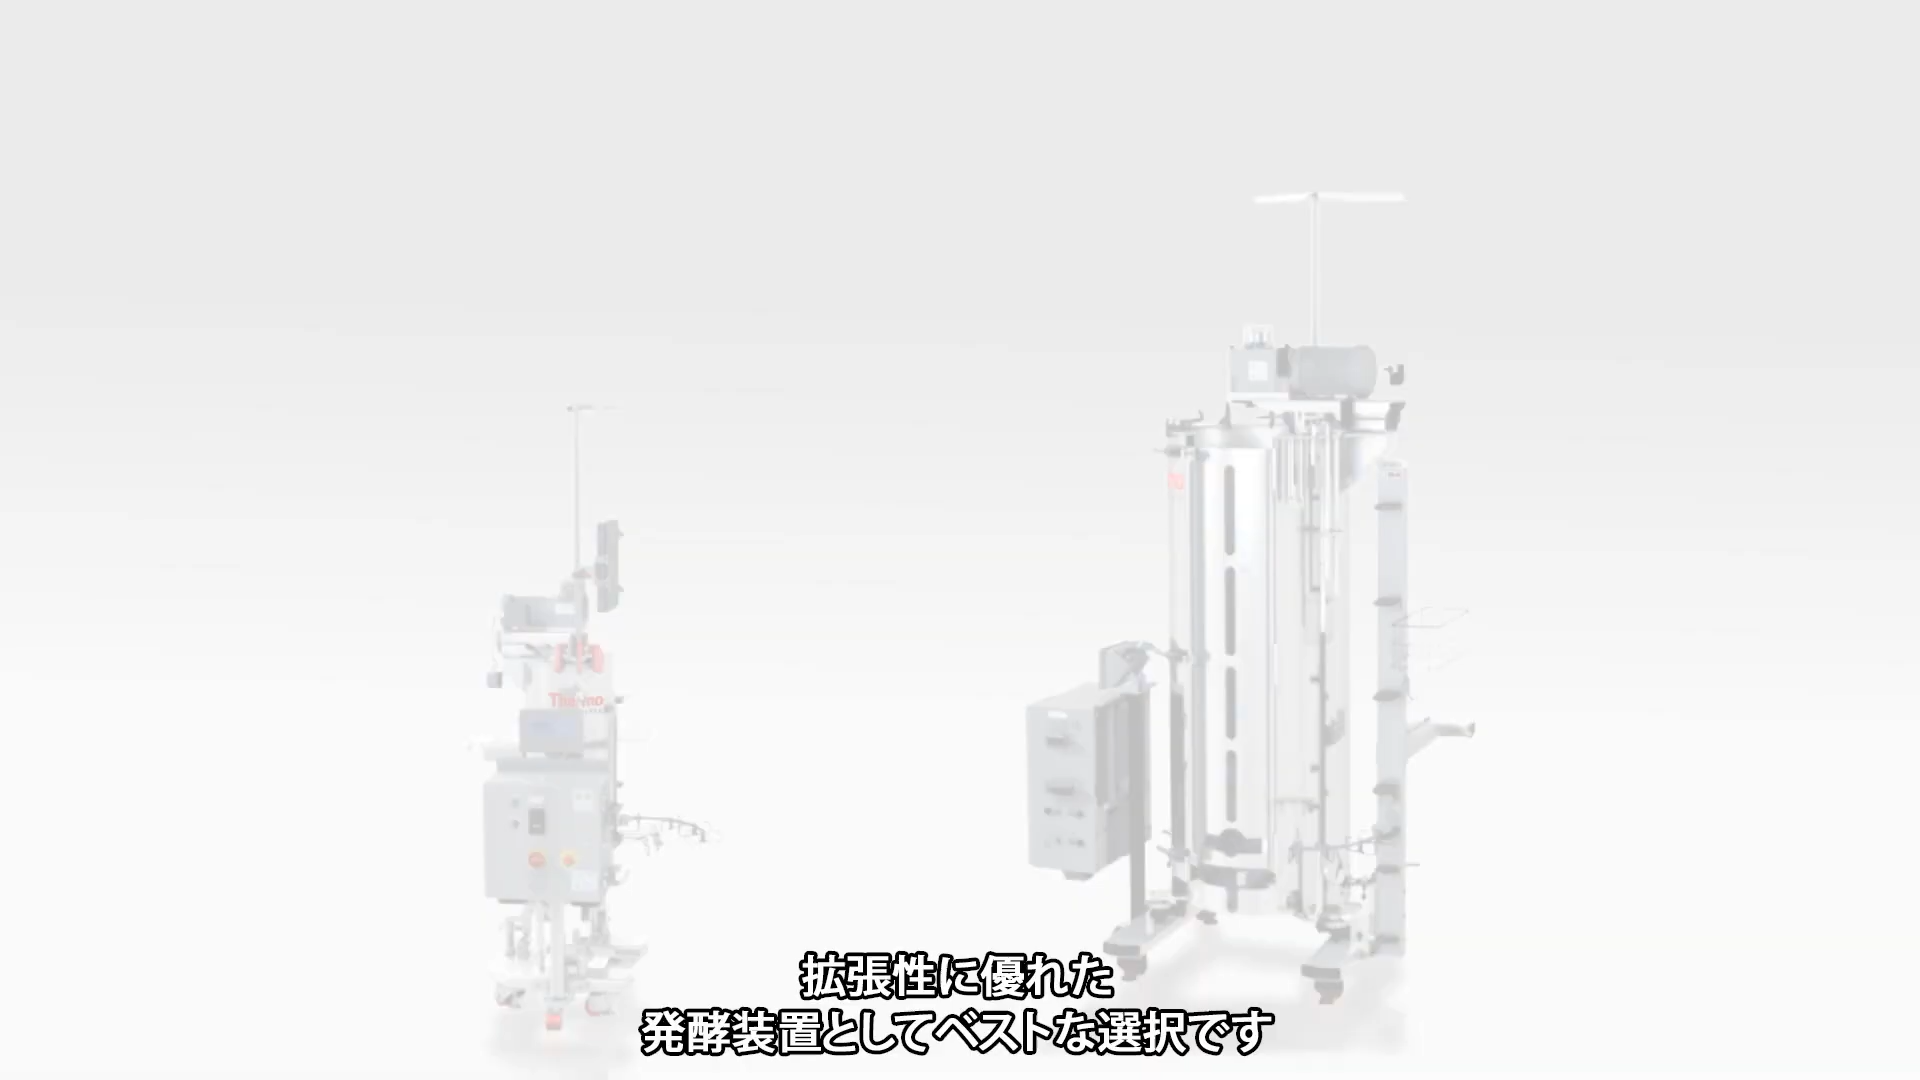 Thermo
拡張性に優れた
発酵装置としてベストな選択です